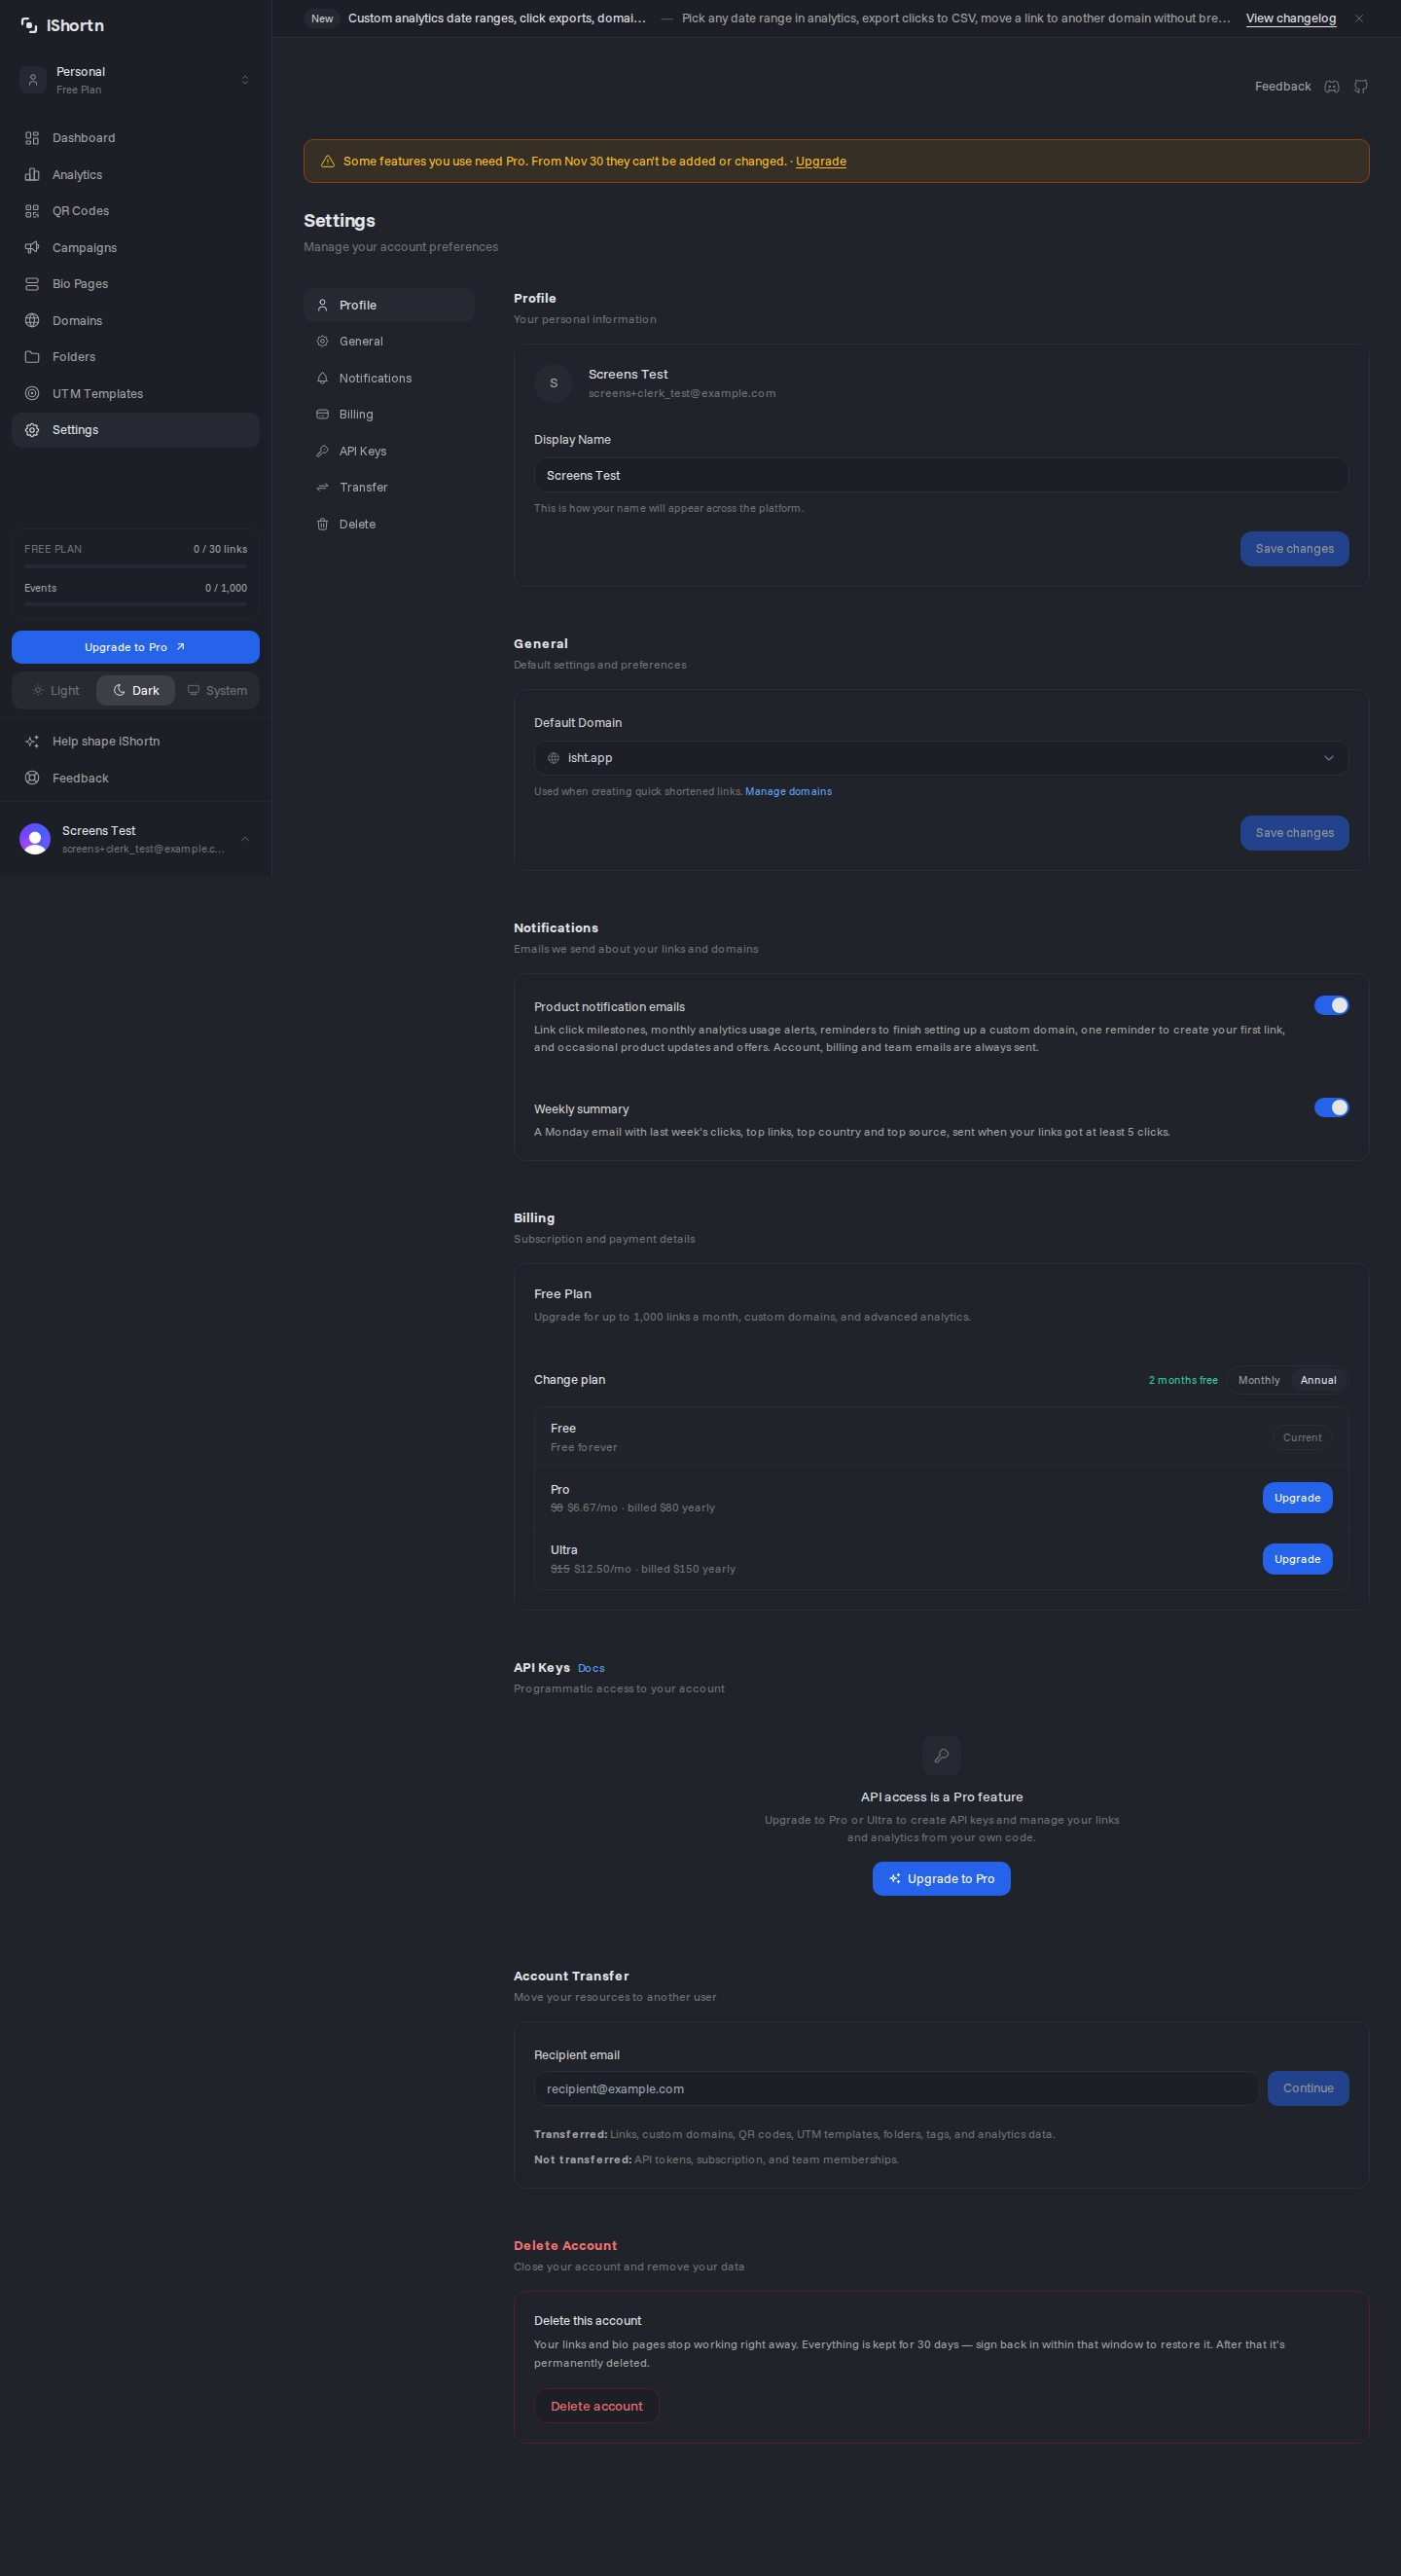 iShortn
Personal
Free Plan
Dashboard
Analytics
QR Codes
Campaigns
Bio Pages
Domains
Folders
UTM Templates
Settings
FREE PLAN
0 / 30 links
Events
0 / 1,000
Upgrade to Pro
Light
Dark
System
Help shape iShortn
Feedback
Screens Test
screens+clerk_test@example.c...
New
Custom analytics date ranges, click exports, domai...
—
Pick any date range in analytics, export clicks to CSV, move a link to another domain without bre...
View changelog
Feedback
Some features you use need Pro. From Nov 30 they can't be added or changed. · Upgrade
Settings
Manage your account preferences
Profile
General
Notifications
Billing
API Keys
Transfer
Delete
Profile
Your personal information
S
Screens Test
screens+clerk_test@example.com
Display Name
Screens Test
This is how your name will appear across the platform.
Save changes
General
Default settings and preferences
Default Domain
isht.app
Used when creating quick shortened links. Manage domains
Save changes
Notifications
Emails we send about your links and domains
Product notification emails
Link click milestones, monthly analytics usage alerts, reminders to finish setting up a custom domain, one reminder to create your first link,
and occasional product updates and offers. Account, billing and team emails are always sent.
Weekly summary
A Monday email with last week's clicks, top links, top country and top source, sent when your links got at least 5 clicks.
Billing
Subscription and payment details
Free Plan
Upgrade for up to 1,000 links a month, custom domains, and advanced analytics.
Change plan
2 months free
Monthly
Annual
Free
Free forever
Current
Pro
$8 $6.67/mo · billed $80 yearly
Upgrade
Ultra
$15 $12.50/mo · billed $150 yearly
Upgrade
API Keys Docs
Programmatic access to your account
API access is a Pro feature
Upgrade to Pro or Ultra to create API keys and manage your links
and analytics from your own code.
Upgrade to Pro
Account Transfer
Move your resources to another user
Recipient email
recipient@example.com
Continue
Transferred: Links, custom domains, QR codes, UTM templates, folders, tags, and analytics data.
Not transferred: API tokens, subscription, and team memberships.
Delete Account
Close your account and remove your data
Delete this account
Your links and bio pages stop working right away. Everything is kept for 30 days — sign back in within that window to restore it. After that it's
permanently deleted.
Delete account